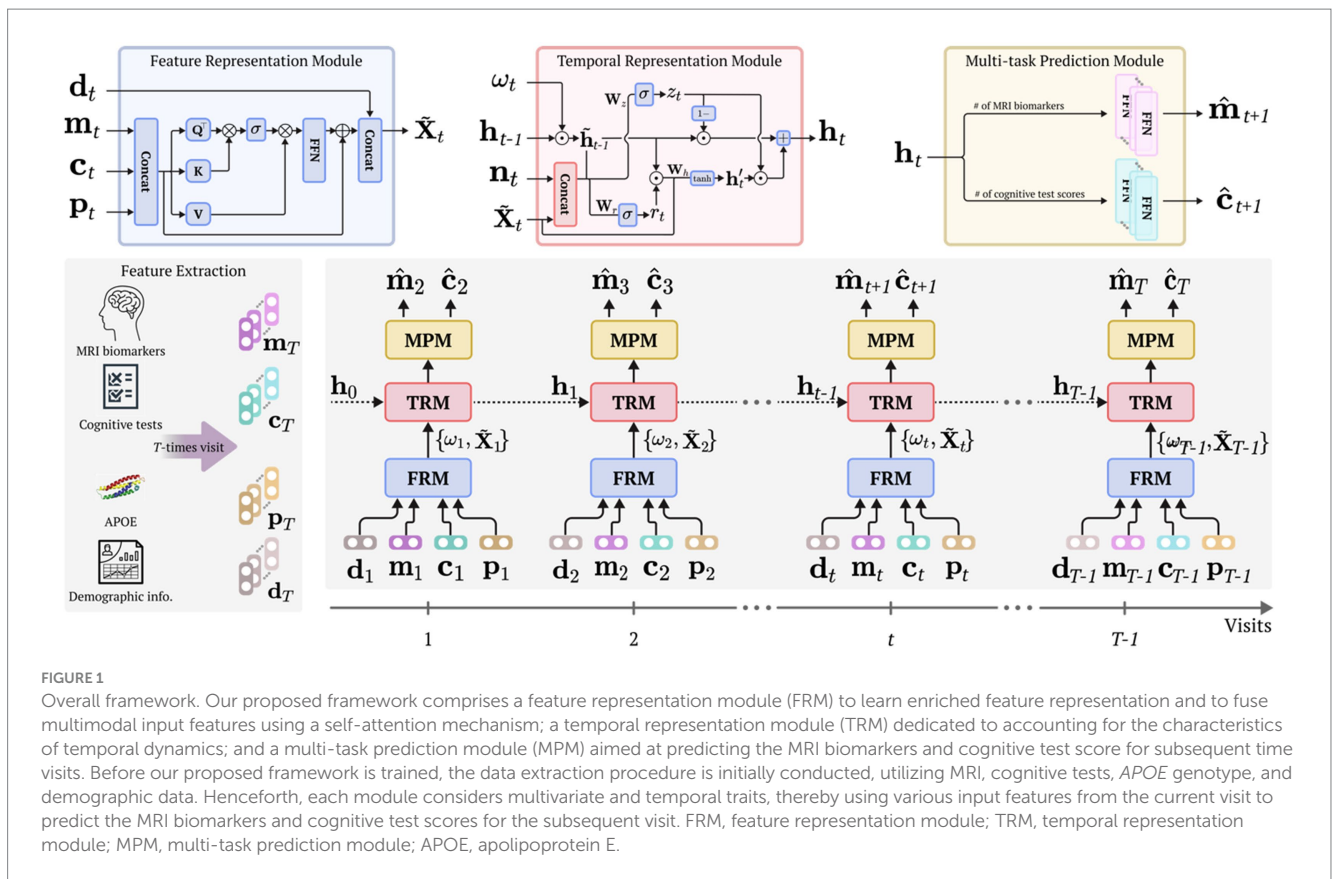 Feature Representation Module
d_t
m_t
c_t
p_t
Concat
Q^⊤
K
V
⊗
σ
⊗
FFN
⊕
Concat
X̃_t
Temporal Representation Module
ω_t
h_{t-1}
n_t
X̃_t
⊙
h̃_{t-1}
Concat
W_z
σ
z_t
1-
W_r
σ
r_t
⊙
W_h
tanh
h'_t
⊙
⊙
+
h_t
Multi-task Prediction Module
h_t
# of MRI biomarkers
FFN
FFN
m̂_{t+1}
# of cognitive test scores
FFN
FFN
ĉ_{t+1}
Feature Extraction
MRI biomarkers
m_T
Cognitive tests
c_T
T-times visit
APOE
p_T
Demographic info.
d_T
m̂_2 ĉ_2 m̂_3 ĉ_3 m̂_{t+1} ĉ_{t+1} m̂_T ĉ_T
MPM MPM MPM MPM
h_0 TRM h_1 TRM h_{t-1} TRM h_{T-1} TRM
{ω_1, X̃_1} {ω_2, X̃_2} {ω_t, X̃_t} {ω_{T-1}, X̃_{T-1}}
FRM FRM FRM FRM
d_1 m_1 c_1 p_1 d_2 m_2 c_2 p_2 d_t m_t c_t p_t d_{T-1} m_{T-1} c_{T-1} p_{T-1}
Visits
1 2 t T-1
FIGURE 1
Overall framework. Our proposed framework comprises a feature representation module (FRM) to learn enriched feature representation and to fuse
multimodal input features using a self-attention mechanism; a temporal representation module (TRM) dedicated to accounting for the characteristics
of temporal dynamics; and a multi-task prediction module (MPM) aimed at predicting the MRI biomarkers and cognitive test score for subsequent time
visits. Before our proposed framework is trained, the data extraction procedure is initially conducted, utilizing MRI, cognitive tests, APOE genotype, and
demographic data. Henceforth, each module considers multivariate and temporal traits, thereby using various input features from the current visit to
predict the MRI biomarkers and cognitive test scores for the subsequent visit. FRM, feature representation module; TRM, temporal representation
module; MPM, multi-task prediction module; APOE, apolipoprotein E.